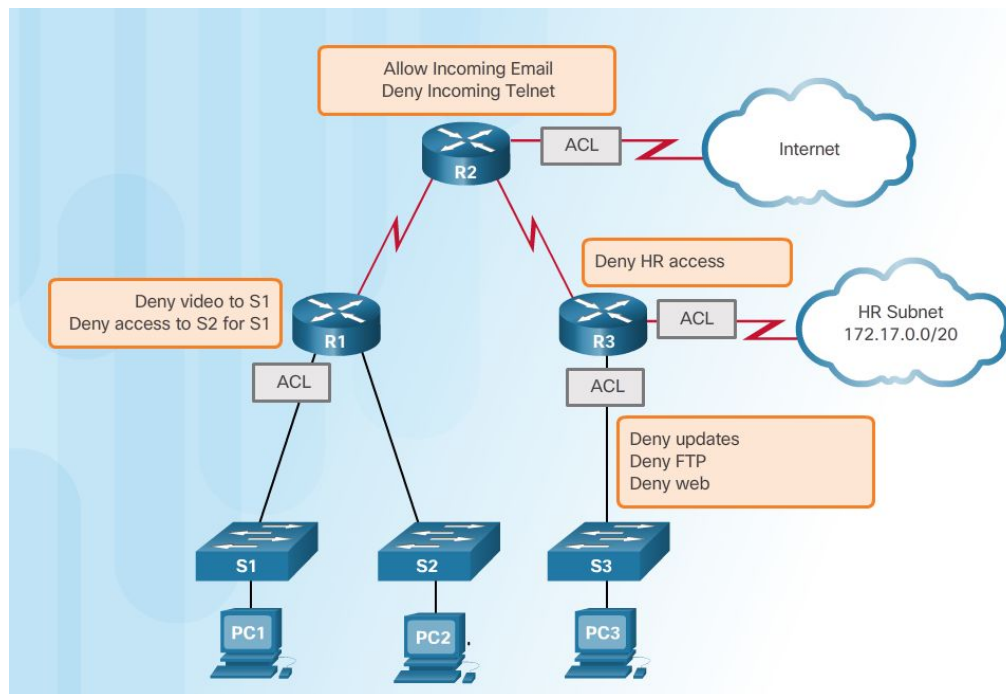 Allow Incoming Email
Deny Incoming Telnet
ACL
Internet
R2
Deny HR access
Deny video to S1
Deny access to S2 for S1
R1
R3
ACL
HR Subnet
172.17.0.0/20
ACL
ACL
Deny updates
Deny FTP
Deny web
S1
S2
S3
PC1
PC2
PC3